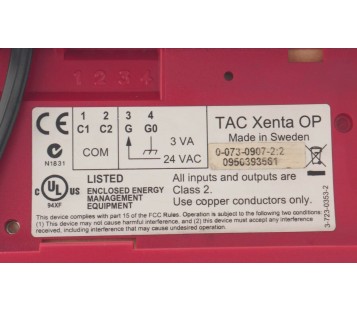 1 2 3 4
CE
N1831
1 2 3 4
C1 C2 G G0
COM
3 VA
24 VAC
TAC Xenta OP
Made in Sweden
0-073-0907-2:2
0950393561
C UL US
94XF
LISTED
ENCLOSED ENERGY
MANAGEMENT
EQUIPMENT
All inputs and outputs are
Class 2.
Use copper conductors only.
This device complies with part 15 of the FCC Rules. Operation is subject to the following two conditions:
(1) This device may not cause harmful interference, and (2) this device must accept any interference
received, including interference that may cause undesired operation.
3-723-0353-2